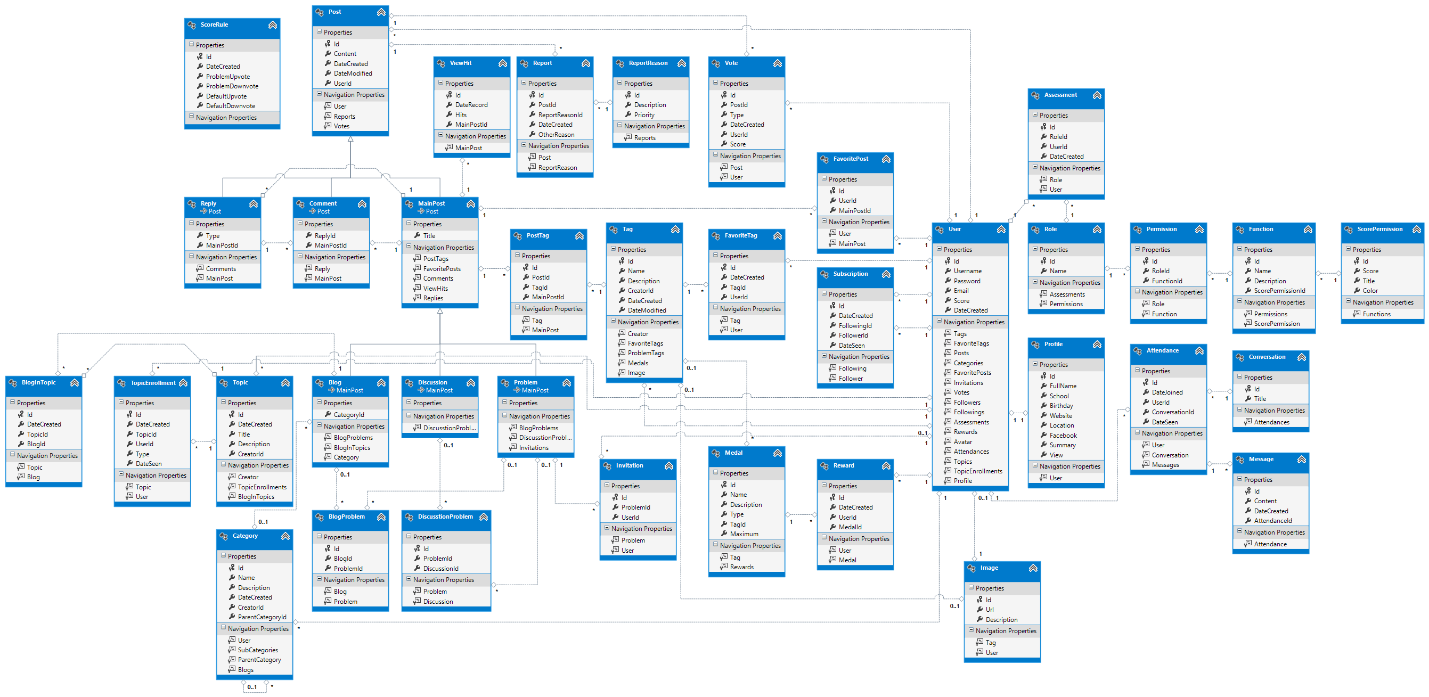 ScoreRule
Properties
Id
DateCreated
ProblemUpvote
ProblemDownvote
DefaultUpvote
DefaultDownvote
Navigation Properties
Post
Properties
Id
Content
DateCreated
DateModified
UserId
Navigation Properties
User
Reports
Votes
ViewHit
Properties
Id
DateRecord
Hits
MainPostId
Navigation Properties
MainPost
Report
Properties
Id
PostId
ReportReasonId
DateCreated
OtherReason
Navigation Properties
Post
ReportReason
ReportReason
Properties
Id
Description
Priority
Navigation Properties
Reports
Vote
Properties
Id
PostId
Type
DateCreated
UserId
Score
Navigation Properties
Post
User
Assessment
Properties
Id
RoleId
UserId
DateCreated
Navigation Properties
Role
User
FavoritePost
Properties
Id
UserId
MainPostId
Navigation Properties
User
MainPost
Reply
Post
Properties
Type
MainPostId
Navigation Properties
Comments
MainPost
Comment
Post
Properties
ReplyId
MainPostId
Navigation Properties
Reply
MainPost
MainPost
Post
Properties
Title
Navigation Properties
PostTags
FavoritePosts
Comments
ViewHits
Replies
PostTag
Properties
Id
PostId
TagId
MainPostId
Navigation Properties
Tag
MainPost
Tag
Properties
Id
Name
Description
CreatorId
DateCreated
DateModified
Navigation Properties
Creator
FavoriteTags
ProblemTags
Medals
Image
FavoriteTag
Properties
Id
DateCreated
TagId
UserId
Navigation Properties
Tag
User
Subscription
Properties
Id
DateCreated
FollowingId
FollowerId
DateSeen
Navigation Properties
Following
Follower
User
Properties
Id
Username
Password
Email
Score
DateCreated
Navigation Properties
Tags
FavoriteTags
Posts
Categories
FavoritePosts
Invitations
Votes
Followers
Followings
Assessments
Rewards
Avatar
Attendances
Topics
TopicEnrollments
Profile
Role
Properties
Id
Name
Navigation Properties
Assessments
Permissions
Permission
Properties
Id
RoleId
FunctionId
Navigation Properties
Role
Function
Function
Properties
Id
Name
Description
ScorePermissionId
Navigation Properties
Permissions
ScorePermission
ScorePermission
Properties
Id
Score
Title
Color
Navigation Properties
Functions
Profile
Properties
Id
FullName
School
Birthday
Website
Location
Facebook
Summary
View
Navigation Properties
User
Attendance
Properties
Id
DateJoined
UserId
ConversationId
DateSeen
Navigation Properties
User
Conversation
Messages
Conversation
Properties
Id
Title
Navigation Properties
Attendances
Message
Properties
Id
Content
DateCreated
AttendanceId
Navigation Properties
Attendance
BlogInTopic
Properties
Id
DateCreated
TopicId
BlogId
Navigation Properties
Topic
Blog
TopicEnrollment
Properties
Id
DateCreated
TopicId
UserId
Type
DateSeen
Navigation Properties
Topic
User
Topic
Properties
Id
DateCreated
Title
Description
CreatorId
Navigation Properties
Creator
TopicEnrollments
BlogInTopics
Blog
MainPost
Properties
CategoryId
Navigation Properties
BlogProblems
BlogInTopics
Category
Discussion
MainPost
Properties
Navigation Properties
DiscusstionProbl...
Problem
MainPost
Properties
Navigation Properties
BlogProblems
DiscusstionProbl...
Invitations
Invitation
Properties
Id
ProblemId
UserId
Navigation Properties
Problem
User
Medal
Properties
Id
Name
Description
Type
TagId
Maximum
Navigation Properties
Tag
Rewards
Reward
Properties
Id
DateCreated
UserId
MedalId
Navigation Properties
User
Medal
Category
Properties
Id
Name
Description
DateCreated
CreatorId
ParentCategoryId
Navigation Properties
User
SubCategories
ParentCategory
Blogs
BlogProblem
Properties
Id
BlogId
ProblemId
Navigation Properties
Blog
Problem
DiscusstionProblem
Properties
Id
ProblemId
DiscussionId
Navigation Properties
Problem
Discussion
Image
Properties
Id
Url
Description
Navigation Properties
Tag
User